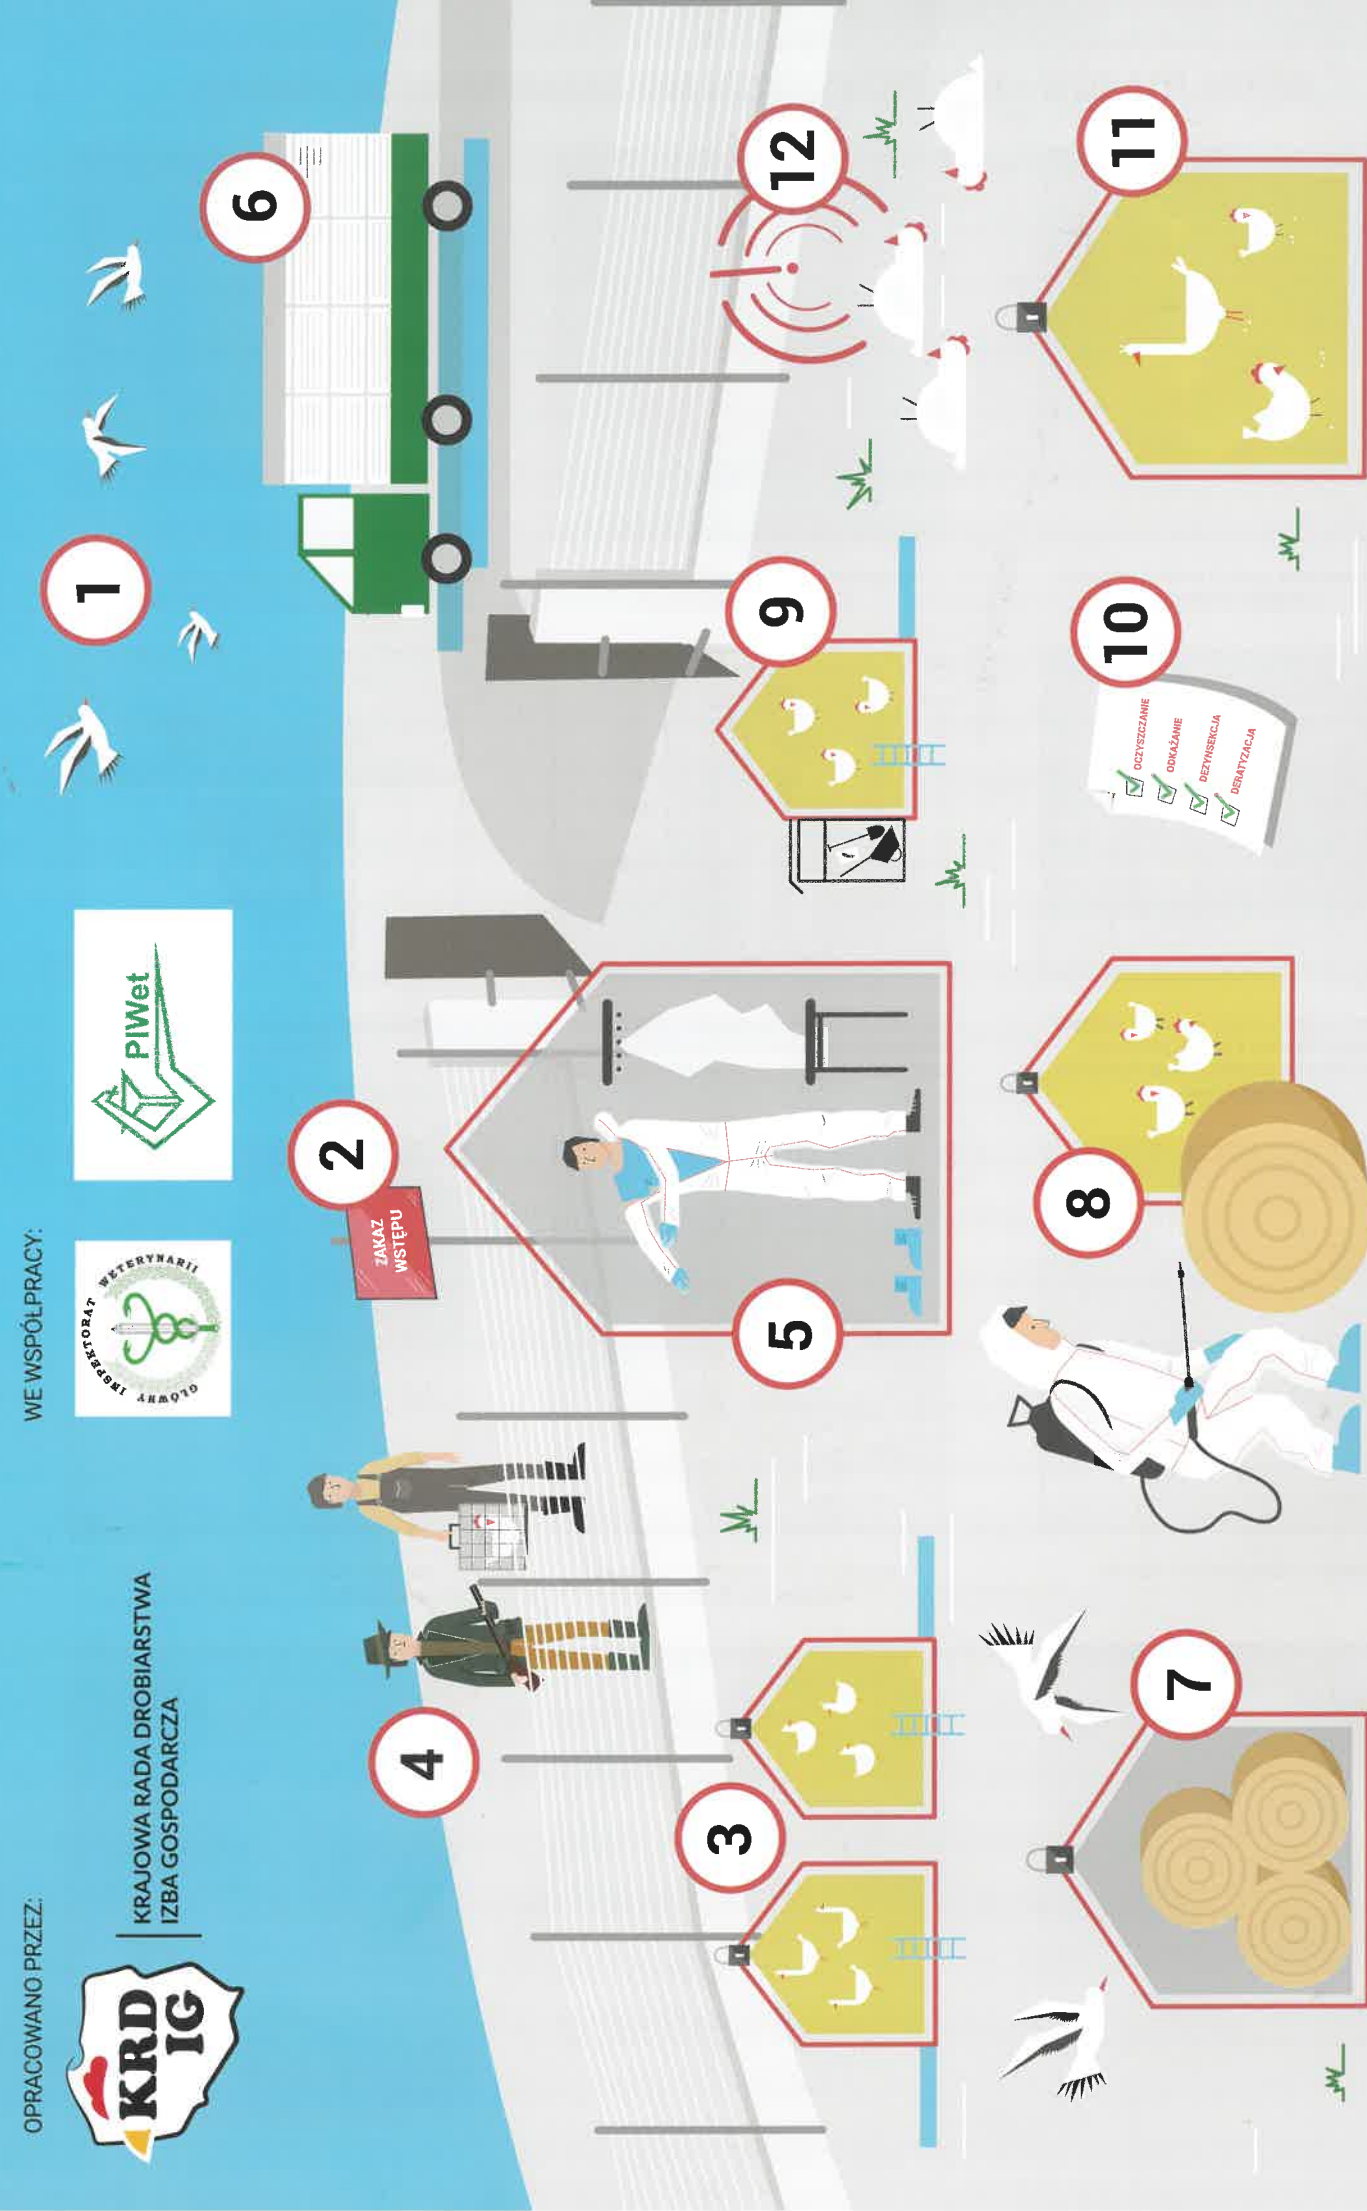 OPRACOWANO PRZEZ:
KRD
IG
KRAJOWA RADA DROBIARSTWA
IZBA GOSPODARCZA
WE WSPÓŁPRACY:
GŁÓWNY INSPEKTORAT WETERYNARII
PIWet
1
2
ZAKAZ
WSTĘPU
3
4
5
6
7
8
9
10
OCZYSZCZANIE
ODKAŻANIE
DEZYNSEKCJA
DERATYZACJA
11
12